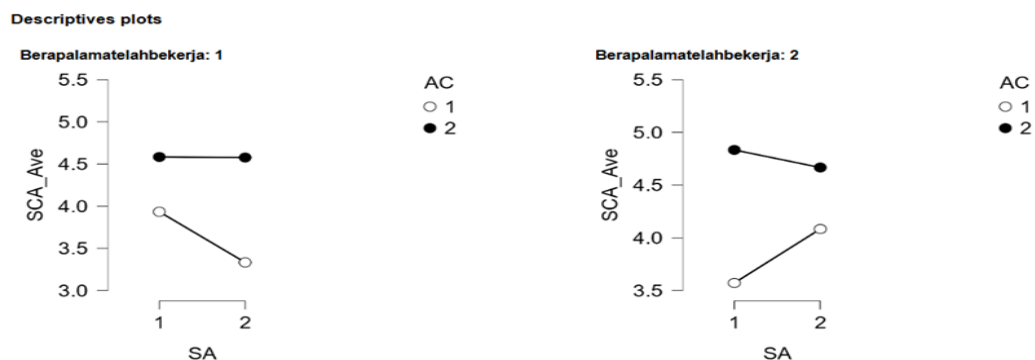 Descriptives plots
Berapalamatelahbekerja: 1
5.5
5.0
4.5
4.0
3.5
3.0
SCA_Ave
1
2
SA
AC
1
2
Berapalamatelahbekerja: 2
5.5
5.0
4.5
4.0
3.5
SCA_Ave
1
2
SA
AC
1
2